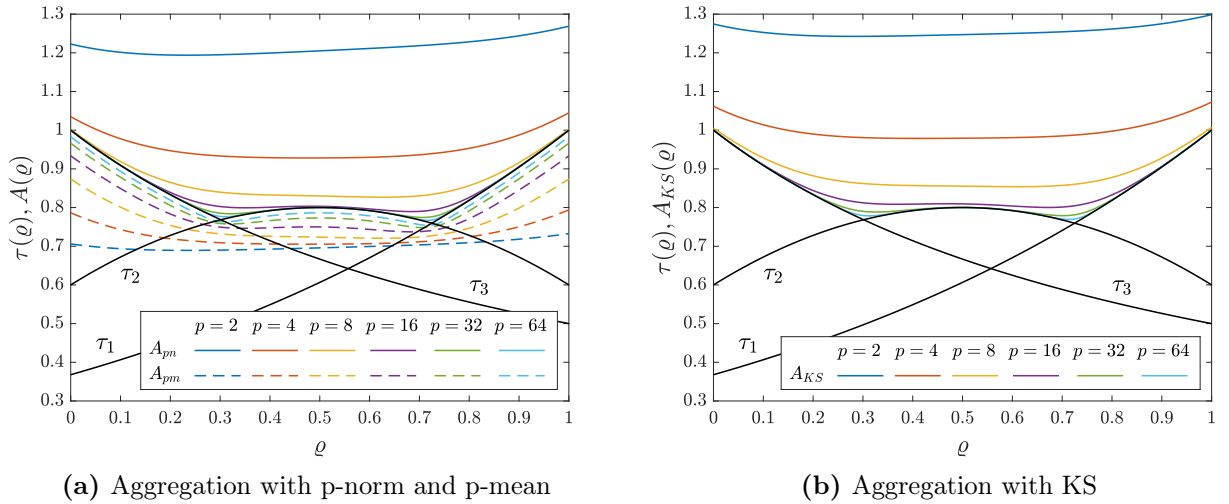 1.3
1.2
1.1
1
0.9
0.8
0.7
0.6
0.5
0.4
0.3
τ(ϱ), A(ϱ)
τ₂
τ₃
τ₁
p = 2 p = 4 p = 8 p = 16 p = 32 p = 64
A_pn
A_pm
0 0.1 0.2 0.3 0.4 0.5 0.6 0.7 0.8 0.9 1
ϱ
(a) Aggregation with p-norm and p-mean
1.3
1.2
1.1
1
0.9
0.8
0.7
0.6
0.5
0.4
0.3
τ(ϱ), A_KS(ϱ)
τ₂
τ₃
τ₁
p = 2 p = 4 p = 8 p = 16 p = 32 p = 64
A_KS
0 0.1 0.2 0.3 0.4 0.5 0.6 0.7 0.8 0.9 1
ϱ
(b) Aggregation with KS